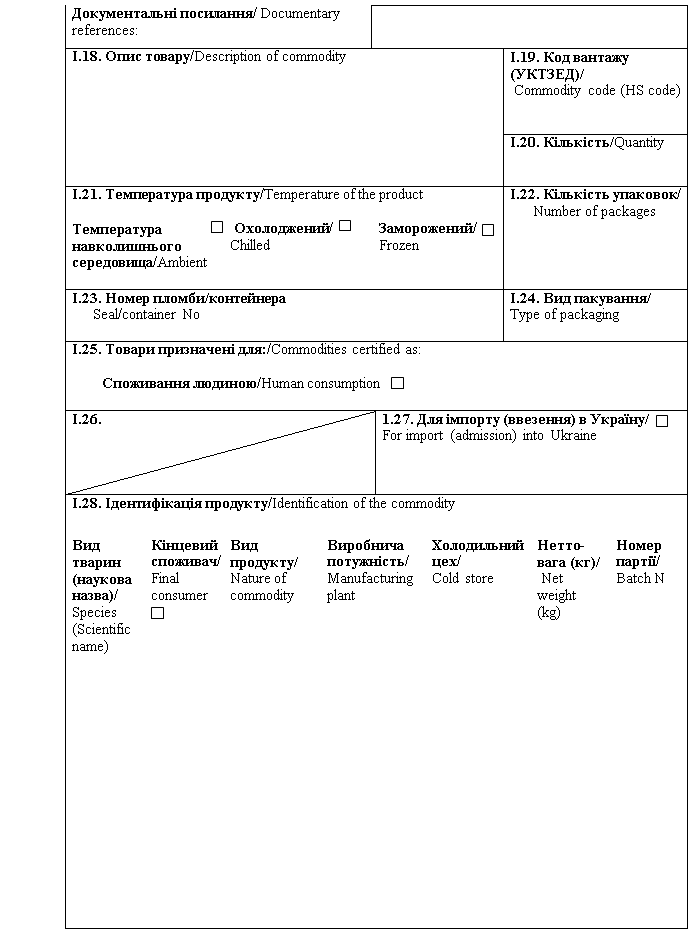 Документальні посилання/ Documentary
references:
І.18. Опис товару/Description of commodity
І.19. Код вантажу
(УКТЗЕД)/
Commodity code (HS code)
І.20. Кількість/Quantity
І.21. Температура продукту/Temperature of the product
Температура
навколишнього
середовища/Ambient
Охолоджений/
Chilled
Заморожений/
Frozen
І.22. Кількість упаковок/
Number of packages
І.23. Номер пломби/контейнера
Seal/container No
І.24. Вид пакування/
Type of packaging
І.25. Товари призначені для:/Commodities certified as:
Споживання людиною/Human consumption
І.26.
1.27. Для імпорту (ввезення) в Україну/
For import (admission) into Ukraine
І.28. Ідентифікація продукту/Identification of the commodity
Вид
тварин
(наукова
назва)/
Species
(Scientific
name)
Кінцевий
споживач/
Final
consumer
Вид
продукту/
Nature of
commodity
Виробнича
потужність/
Manufacturing
plant
Холодильний
цех/
Cold store
Нетто-
вага (кг)/
Net
weight
(kg)
Номер
партії/
Batch N